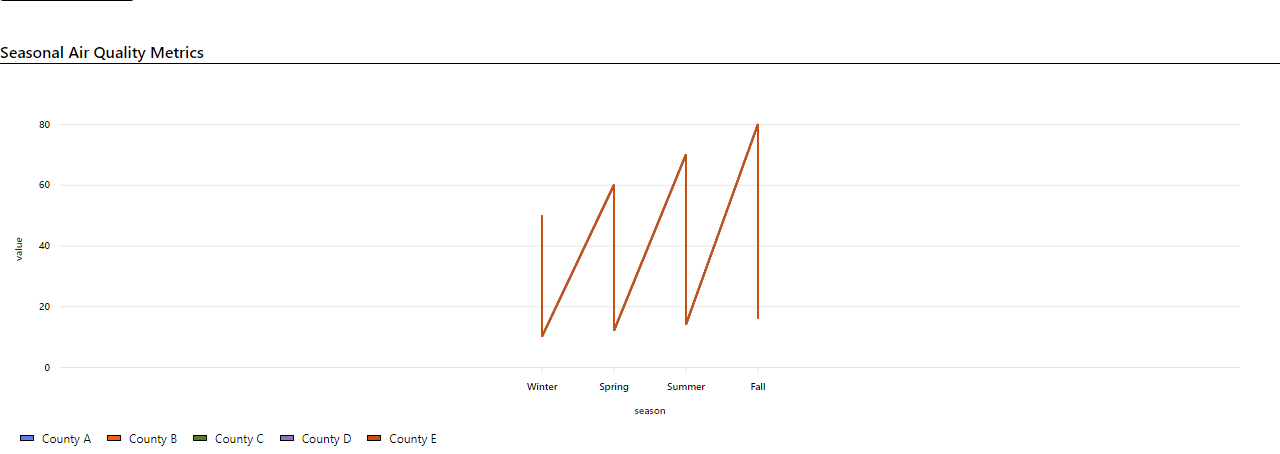 Seasonal Air Quality Metrics
80
60
40
20
0
value
Winter Spring Summer Fall
season
County A County B County C County D County E